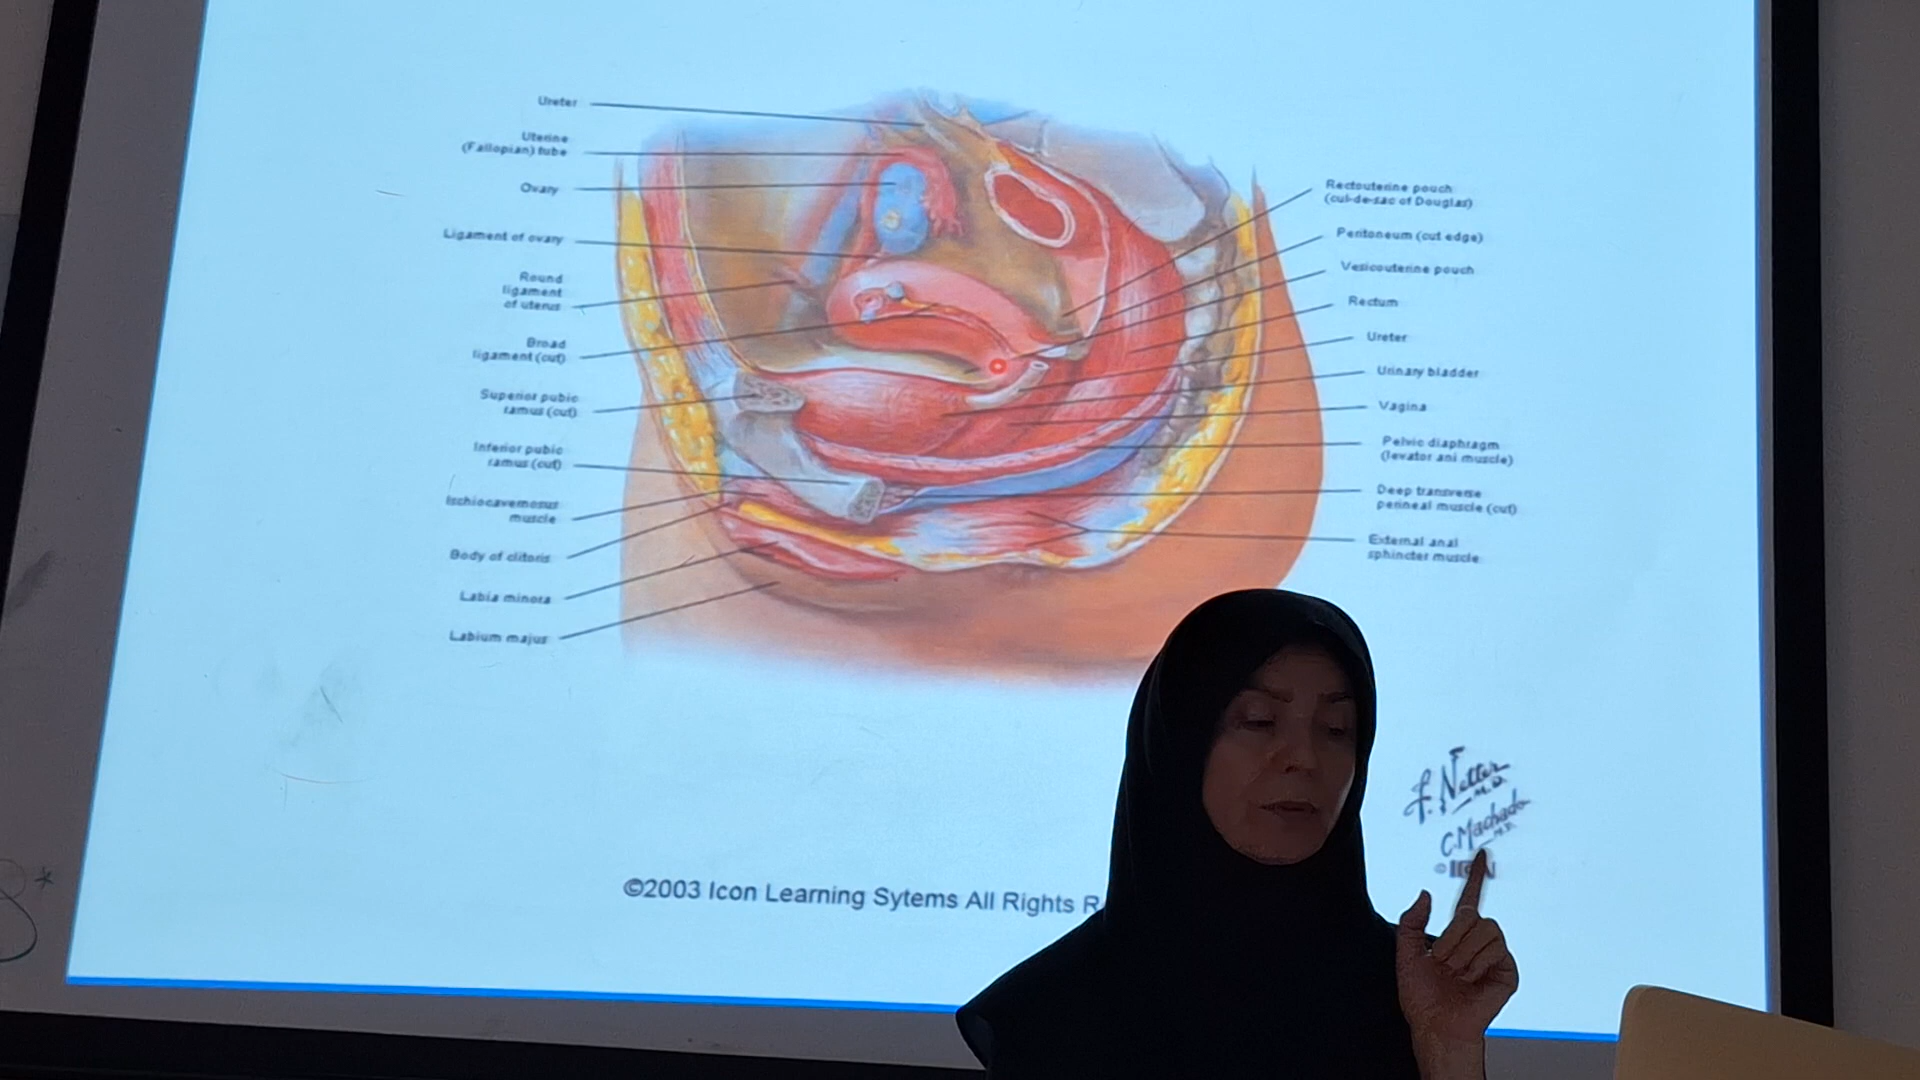 Ureter
Uterine
(Fallopian) tube
Ovary
Ligament of ovary
Round
ligament
of uterus
Broad
ligament (cut)
Superior pubic
ramus (cut)
Inferior pubic
ramus (cut)
Ischiocavernosus
muscle
Body of clitoris
Labia minora
Labium majus
Rectouterine pouch
(cul-de-sac of Douglas)
Peritoneum (cut edge)
Vesicouterine pouch
Rectum
Ureter
Urinary bladder
Vagina
Pelvic diaphragm
(levator ani muscle)
Deep transverse
perineal muscle (cut)
External anal
sphincter muscle
F. Netter
M.D.
C. Machado
M.D.
©2003 Icon Learning Sytems All Rights R